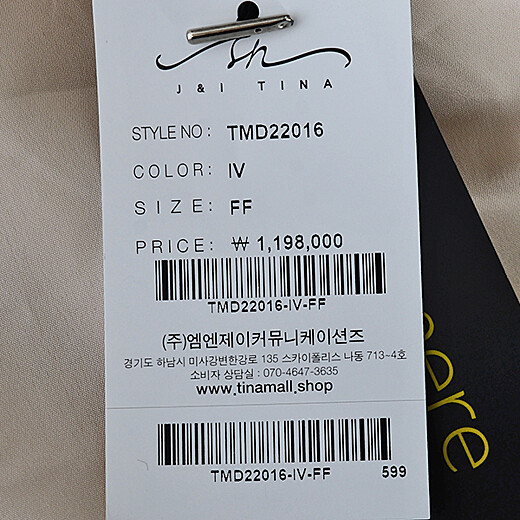 J&I TINA
STYLE NO: TMD22016
COLOR: IV
SIZE: FF
PRICE: ₩ 1,198,000
TMD22016-IV-FF
(주)엠엔제이커뮤니케이션즈
경기도 하남시 미사강변한강로 135 스카이폴리스 나동 713-4호
소비자 상담실 : 070-4647-3635
www.tinamall.shop
TMD22016-IV-FF
599
ere